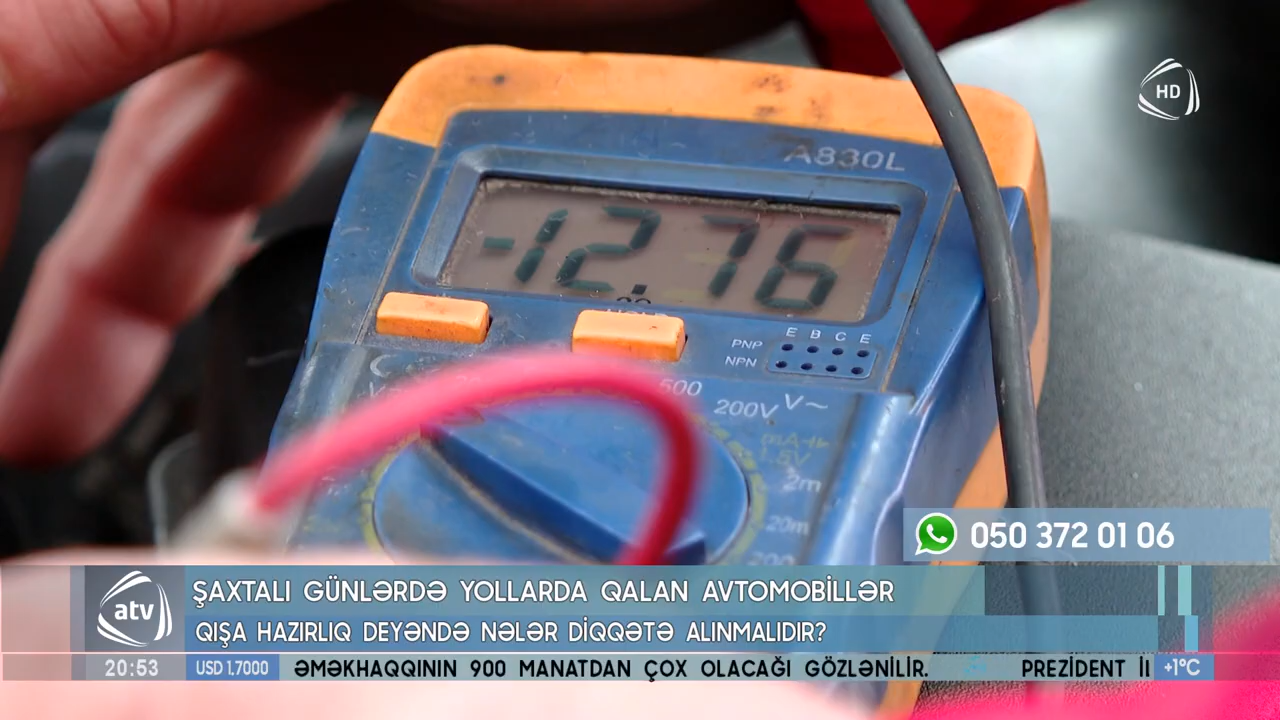 HD
A830L
-12.76
E B C E
PNP
NPN
500
200V V~
1.5V
2m
20m
050 372 01 06
atv
ŞAXTALI GÜNLƏRDƏ YOLLARDA QALAN AVTOMOBİLLƏR
QIŞA HAZIRLIQ DEYƏNDƏ NƏLƏR DİQQƏTƏ ALINMALIDIR?
20:53 USD 1.7000 ƏMƏKHAQQININ 900 MANATDAN ÇOX OLACAĞI GÖZLƏNİLİR. PREZİDENT İl +1°C